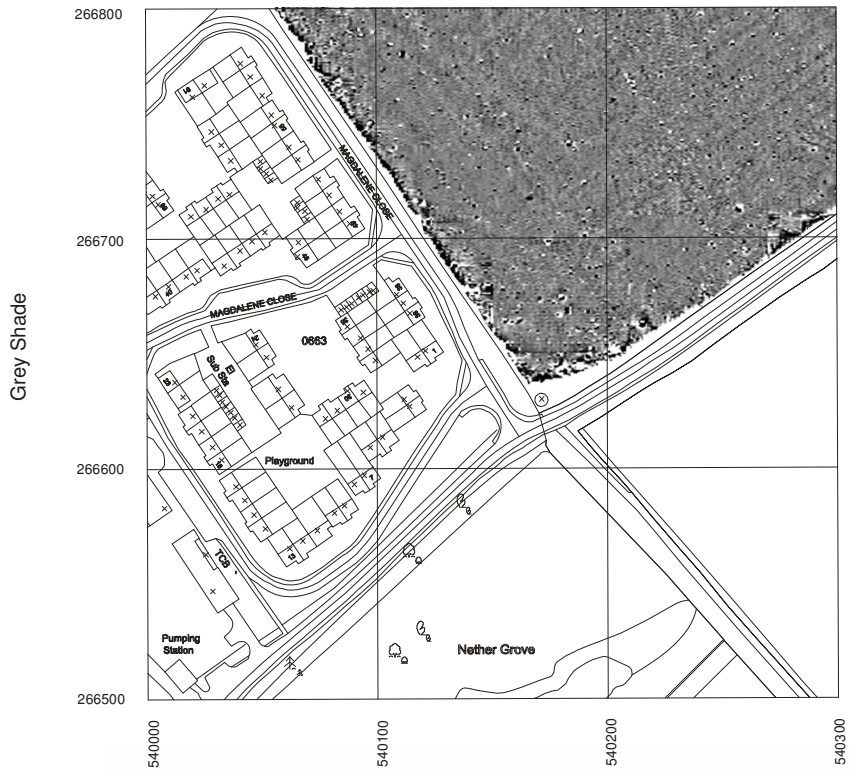 266800
MAGDALENE CLOSE
266700
MAGDALENE CLOSE
0663
El
Sub Sta
Grey Shade
266600
Playground
TCB
Pumping
Station
Nether Grove
266500
540000
540100
540200
540300